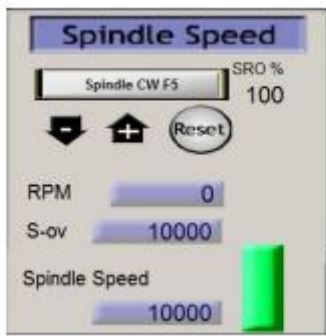 Spindle Speed
Spindle CW F5
SRO %
100
Reset
RPM 0
S-ov 10000
Spindle Speed
10000